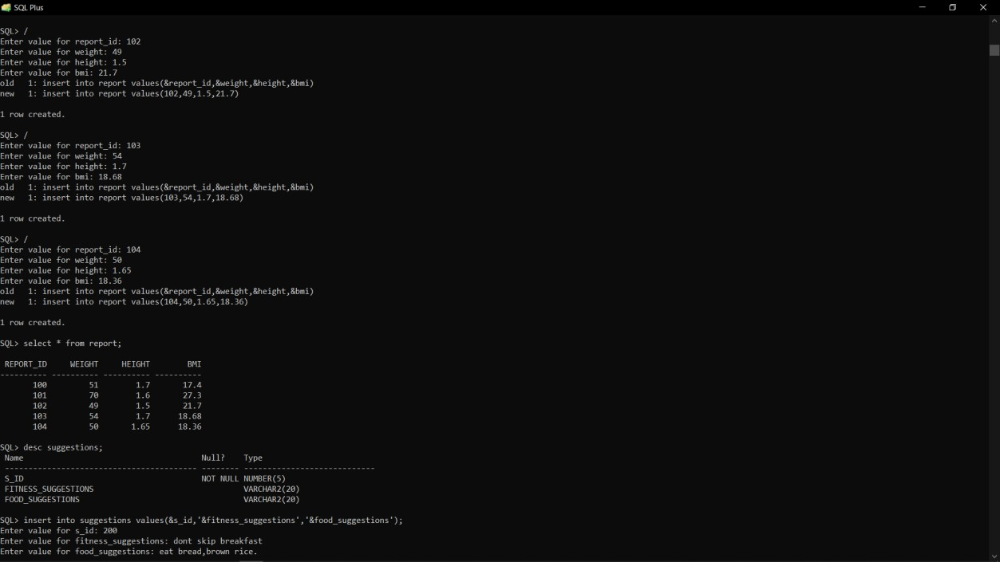 SQL Plus
SQL> /
Enter value for report_id: 102
Enter value for weight: 49
Enter value for height: 1.5
Enter value for bmi: 21.7
old   1: insert into report values(&report_id,&weight,&height,&bmi)
new   1: insert into report values(102,49,1.5,21.7)
1 row created.
SQL> /
Enter value for report_id: 103
Enter value for weight: 54
Enter value for height: 1.7
Enter value for bmi: 18.68
old   1: insert into report values(&report_id,&weight,&height,&bmi)
new   1: insert into report values(103,54,1.7,18.68)
1 row created.
SQL> /
Enter value for report_id: 104
Enter value for weight: 50
Enter value for height: 1.65
Enter value for bmi: 18.36
old   1: insert into report values(&report_id,&weight,&height,&bmi)
new   1: insert into report values(104,50,1.65,18.36)
1 row created.
SQL> select * from report;
 REPORT_ID     WEIGHT     HEIGHT        BMI
---------- ---------- ---------- ----------
       100         51        1.7       17.4
       101         70        1.6       27.3
       102         49        1.5       21.7
       103         54        1.7      18.68
       104         50       1.65      18.36
SQL> desc suggestions;
 Name                                      Null?    Type
 ----------------------------------------- -------- ----------------------------
 S_ID                                      NOT NULL NUMBER(5)
 FITNESS_SUGGESTIONS                                VARCHAR2(20)
 FOOD_SUGGESTIONS                                   VARCHAR2(20)
SQL> insert into suggestions values(&s_id,'&fitness_suggestions','&food_suggestions');
Enter value for s_id: 200
Enter value for fitness_suggestions: dont skip breakfast
Enter value for food_suggestions: eat bread,brown rice.